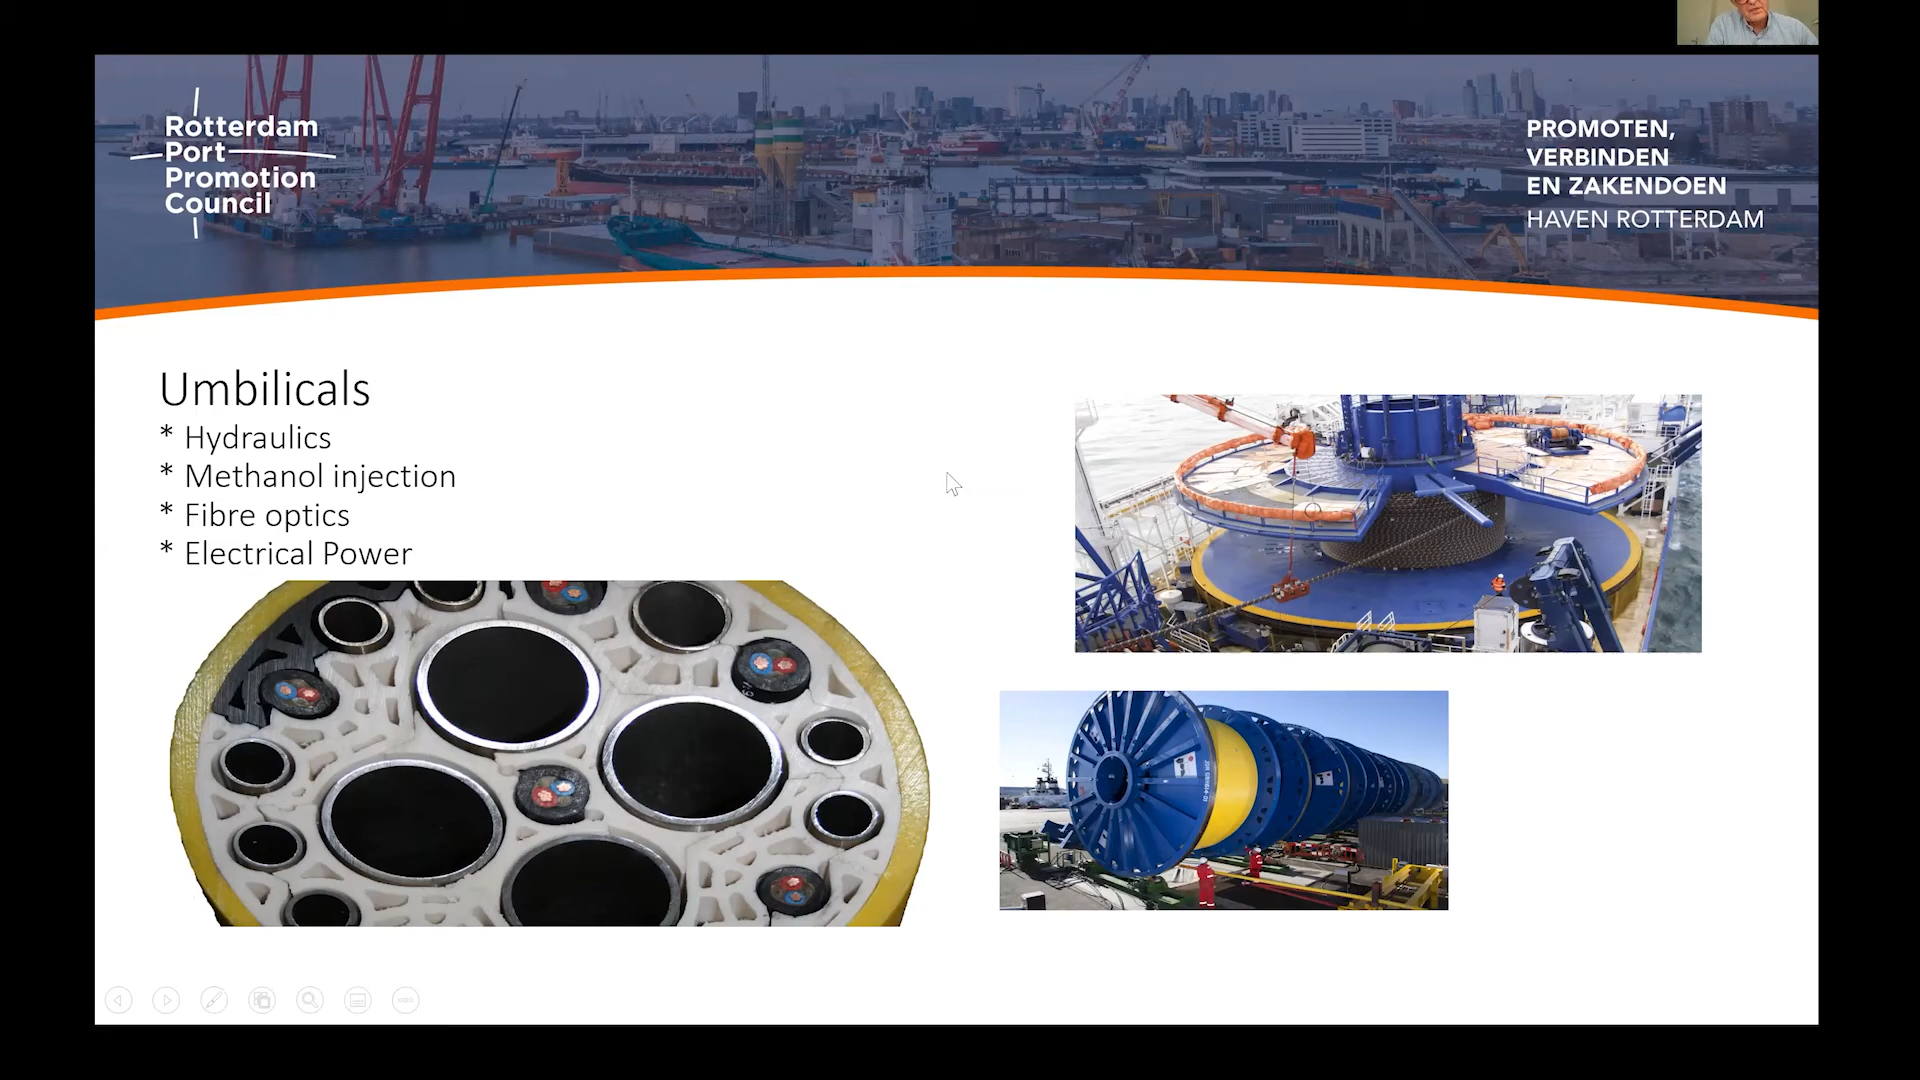 Rotterdam
Port
Promotion
Council
PROMOTEN,
VERBINDEN
EN ZAKENDOEN
HAVEN ROTTERDAM
Umbilicals
* Hydraulics
* Methanol injection
* Fibre optics
* Electrical Power